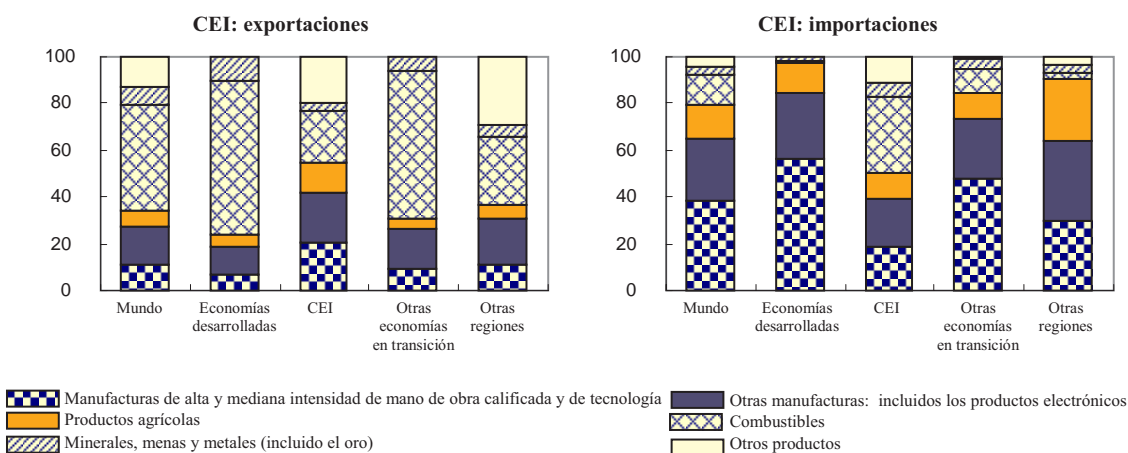 CEI: exportaciones
100
80
60
40
20
0
Mundo
Economías
desarrolladas
CEI
Otras
economías
en transición
Otras
regiones
CEI: importaciones
100
80
60
40
20
0
Mundo
Economías
desarrolladas
CEI
Otras
economías
en transición
Otras
regiones
Manufacturas de alta y mediana intensidad de mano de obra calificada y de tecnología
Productos agrícolas
Minerales, menas y metales (incluido el oro)
Otras manufacturas: incluidos los productos electrónicos
Combustibles
Otros productos